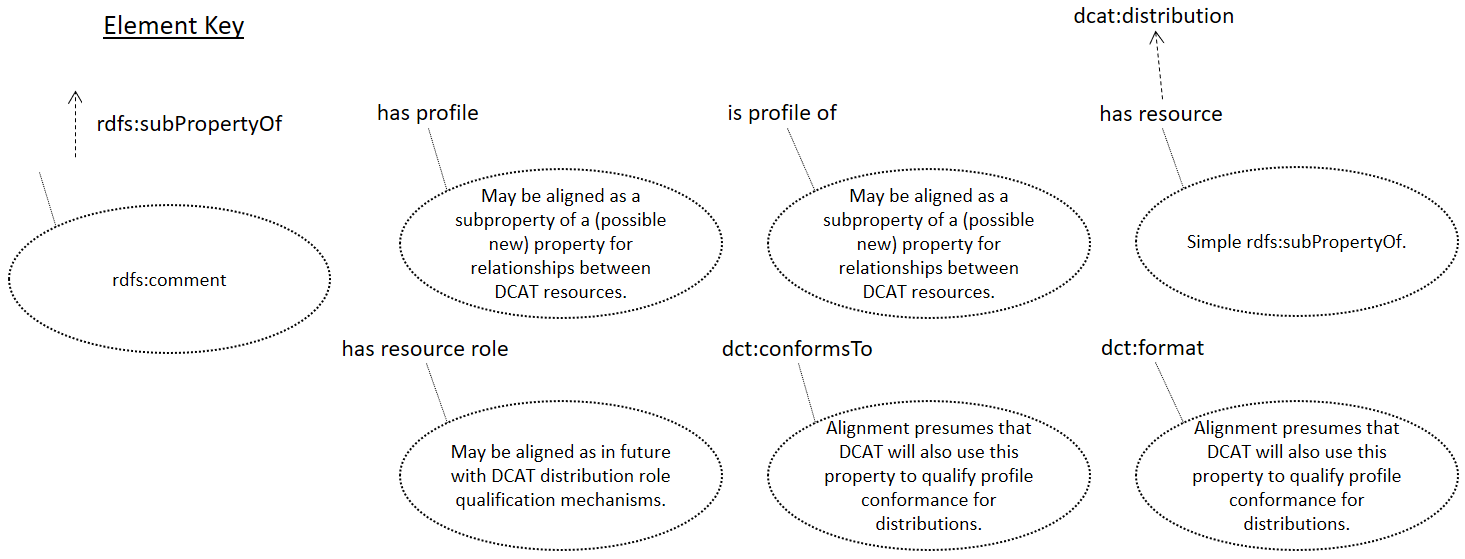 Element Key
rdfs:subPropertyOf
rdfs:comment
has profile
May be aligned as a
subproperty of a (possible
new) property for
relationships between
DCAT resources.
is profile of
May be aligned as a
subproperty of a (possible
new) property for
relationships between
DCAT resources.
dcat:distribution
has resource
Simple rdfs:subPropertyOf.
has resource role
May be aligned as in future
with DCAT distribution role
qualification mechanisms.
dct:conformsTo
Alignment presumes that
DCAT will also use this
property to qualify profile
conformance for
distributions.
dct:format
Alignment presumes that
DCAT will also use this
property to qualify profile
conformance for
distributions.